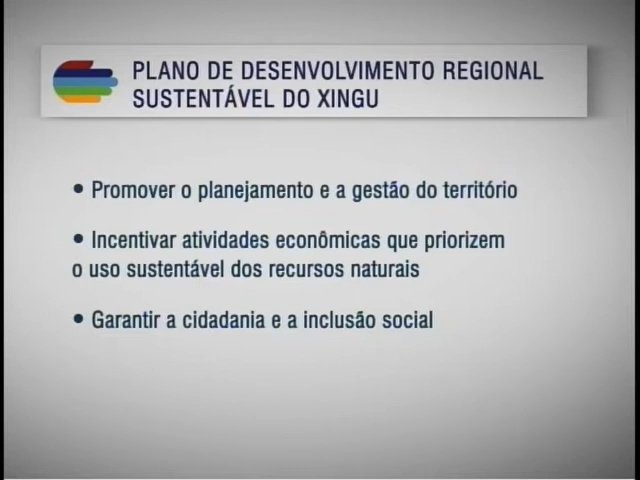 PLANO DE DESENVOLVIMENTO REGIONAL
SUSTENTÁVEL DO XINGU
• Promover o planejamento e a gestão do território
• Incentivar atividades econômicas que priorizem
o uso sustentável dos recursos naturais
• Garantir a cidadania e a inclusão social